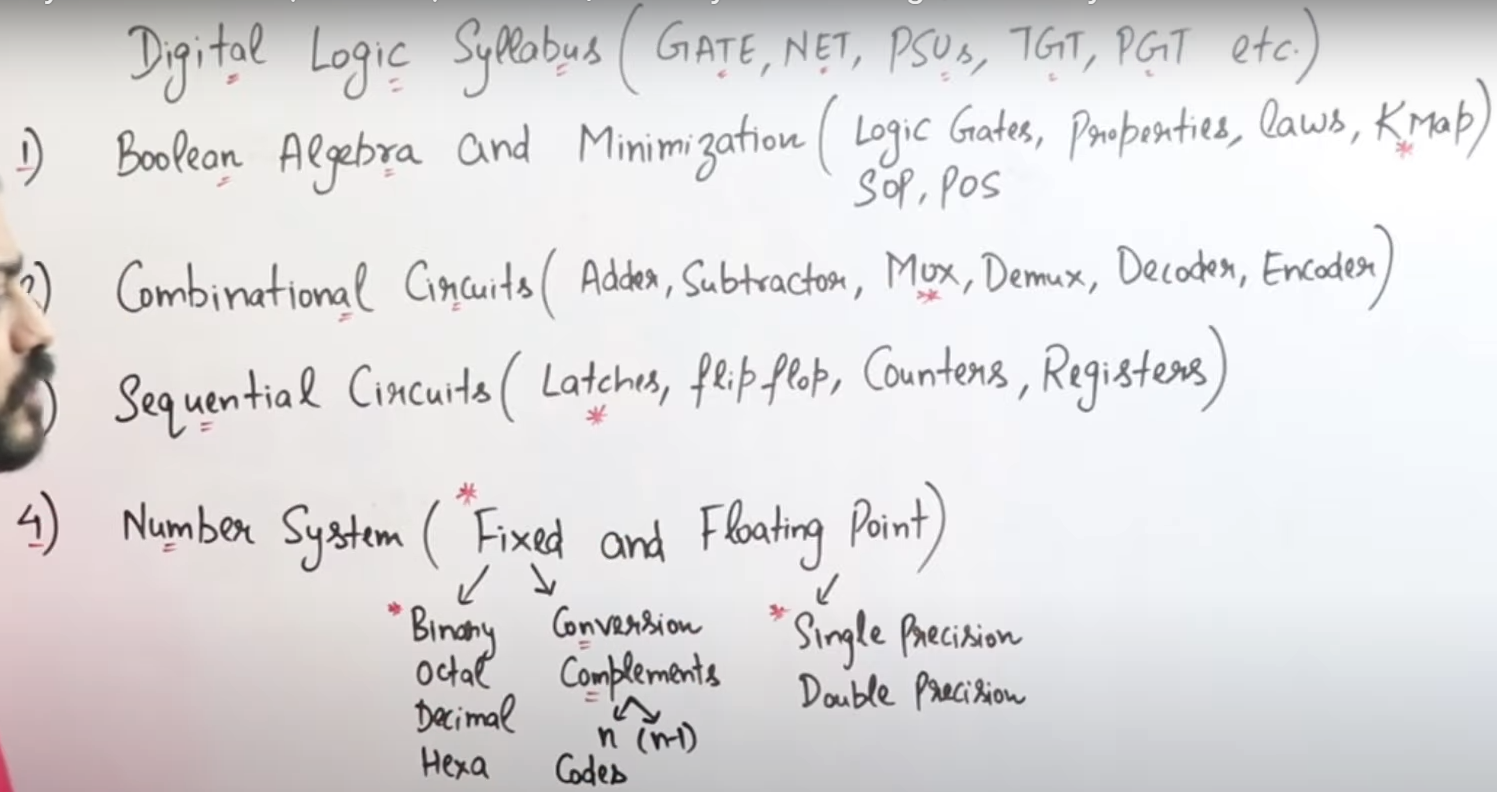 Digital Logic Syllabus (GATE, NET, PSUs, TGT, PGT etc.)
1) Boolean Algebra and Minimization (Logic Gates, Properties, laws, K Map)
SOP, POS
2) Combinational Circuits (Adder, Subtractor, Mux, Demux, Decoder, Encoder)
) Sequential Circuits (Latches, flip flop, Counters, Registers)
4) Number System (*Fixed and Floating Point)
*Binary Conversion *Single Precision
Octal Complements Double Precision
Decimal n (n-1)
Hexa Codes